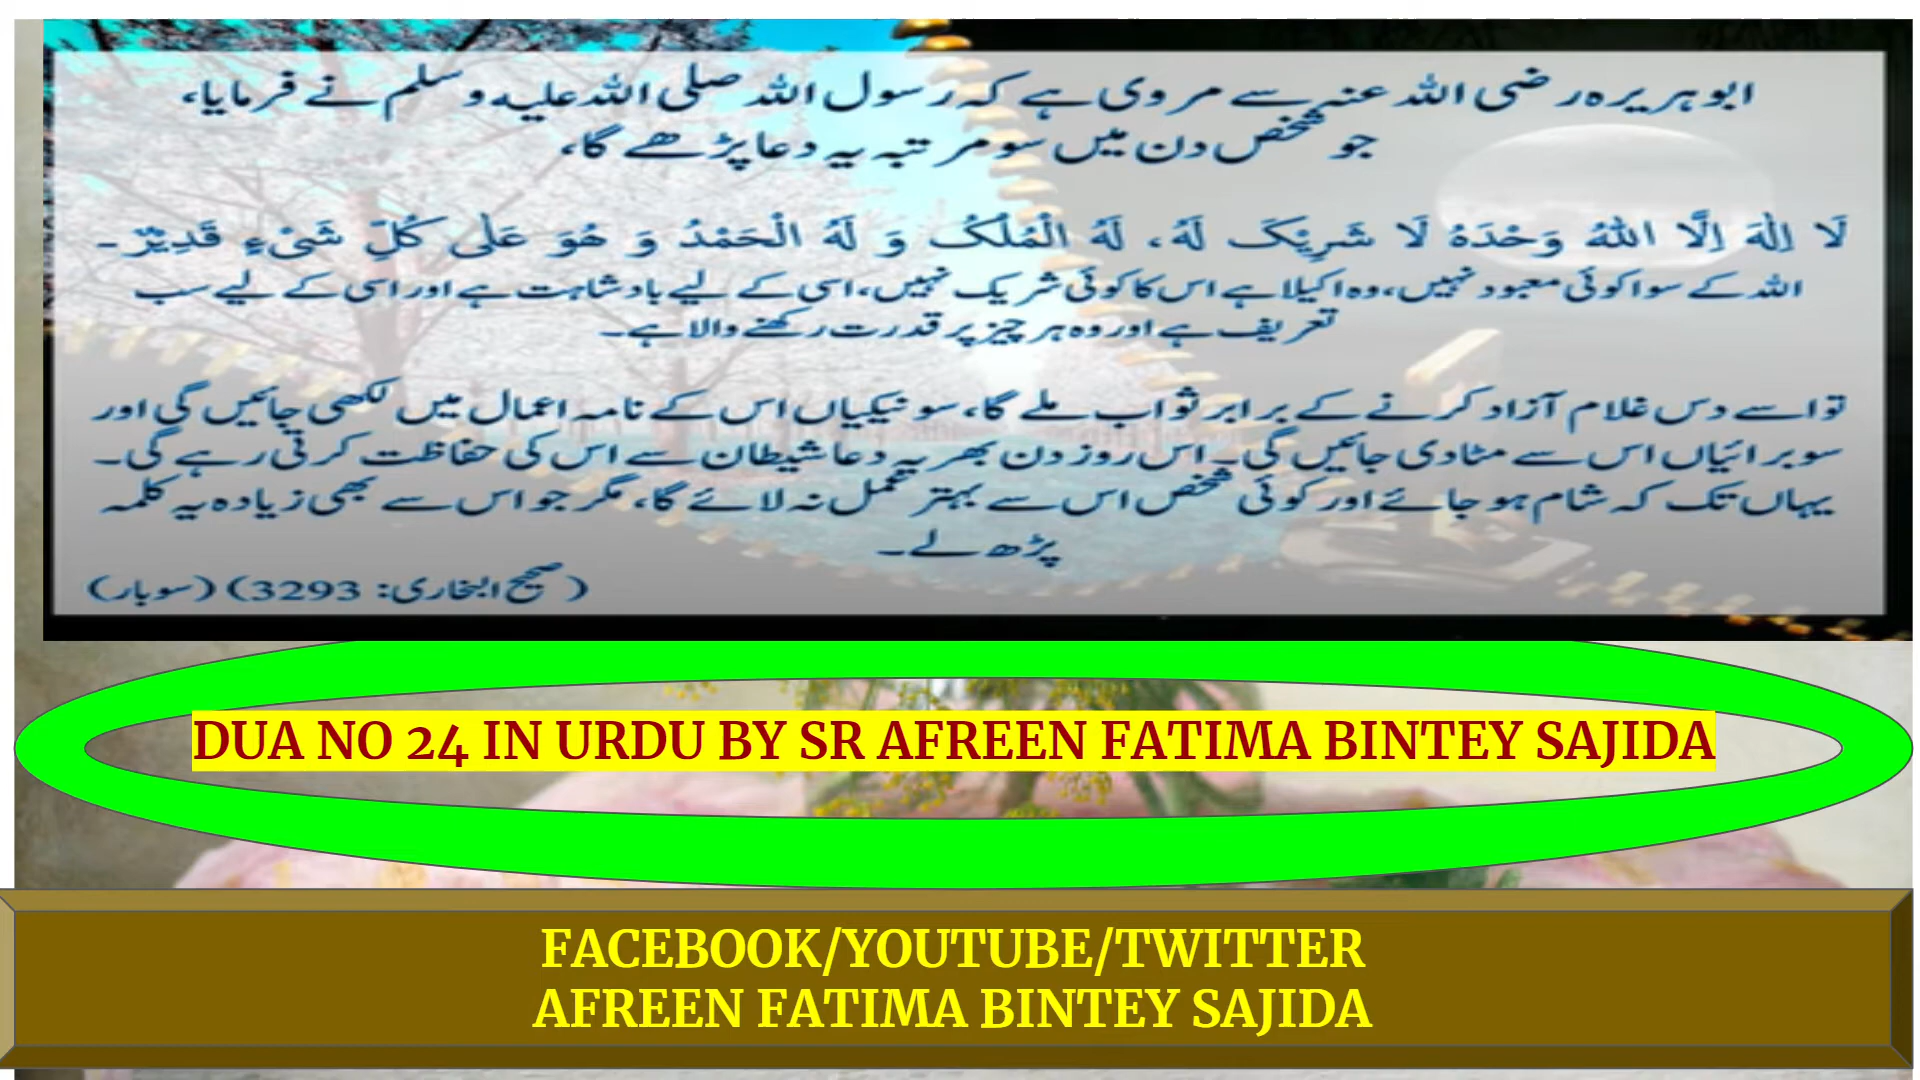 ابوہریرہ رضی اللہ عنہ سے مروی ہے کہ رسول اللہ صلی اللہ علیہ وسلم نے فرمایا،
جو شخص دن میں سو مرتبہ یہ دعا پڑھے گا،
لَا اِلٰهَ اِلَّا اللّٰهُ وَحْدَهٗ لَا شَرِیْکَ لَهٗ، لَهُ الْمُلْکُ وَ لَهُ الْحَمْدُ وَ هُوَ عَلٰی کُلِّ شَیْءٍ قَدِیْرٌ۔
اللہ کے سوا کوئی معبود نہیں، وہ اکیلا ہے اس کا کوئی شریک نہیں، اسی کے لیے بادشاہت ہے اور اسی کے لیے سب
تعریف ہے اور وہ ہر چیز پر قدرت رکھنے والا ہے۔
تو اسے دس غلام آزاد کرنے کے برابر ثواب ملے گا، سو نیکیاں اس کے نامہ اعمال میں لکھی جائیں گی اور
سو برائیاں اس سے مٹادی جائیں گی۔ اس روز دن بھر یہ دعا شیطان سے اس کی حفاظت کرتی رہے گی۔
یہاں تک کہ شام ہو جائے اور کوئی شخص اس سے بہتر عمل نہ لائے گا، مگر جو اس سے بھی زیادہ یہ کلمہ
پڑھ لے۔
(صحیح البخاری: 3293) (سو بار)
DUA NO 24 IN URDU BY SR AFREEN FATIMA BINTEY SAJIDA
FACEBOOK/YOUTUBE/TWITTER
AFREEN FATIMA BINTEY SAJIDA